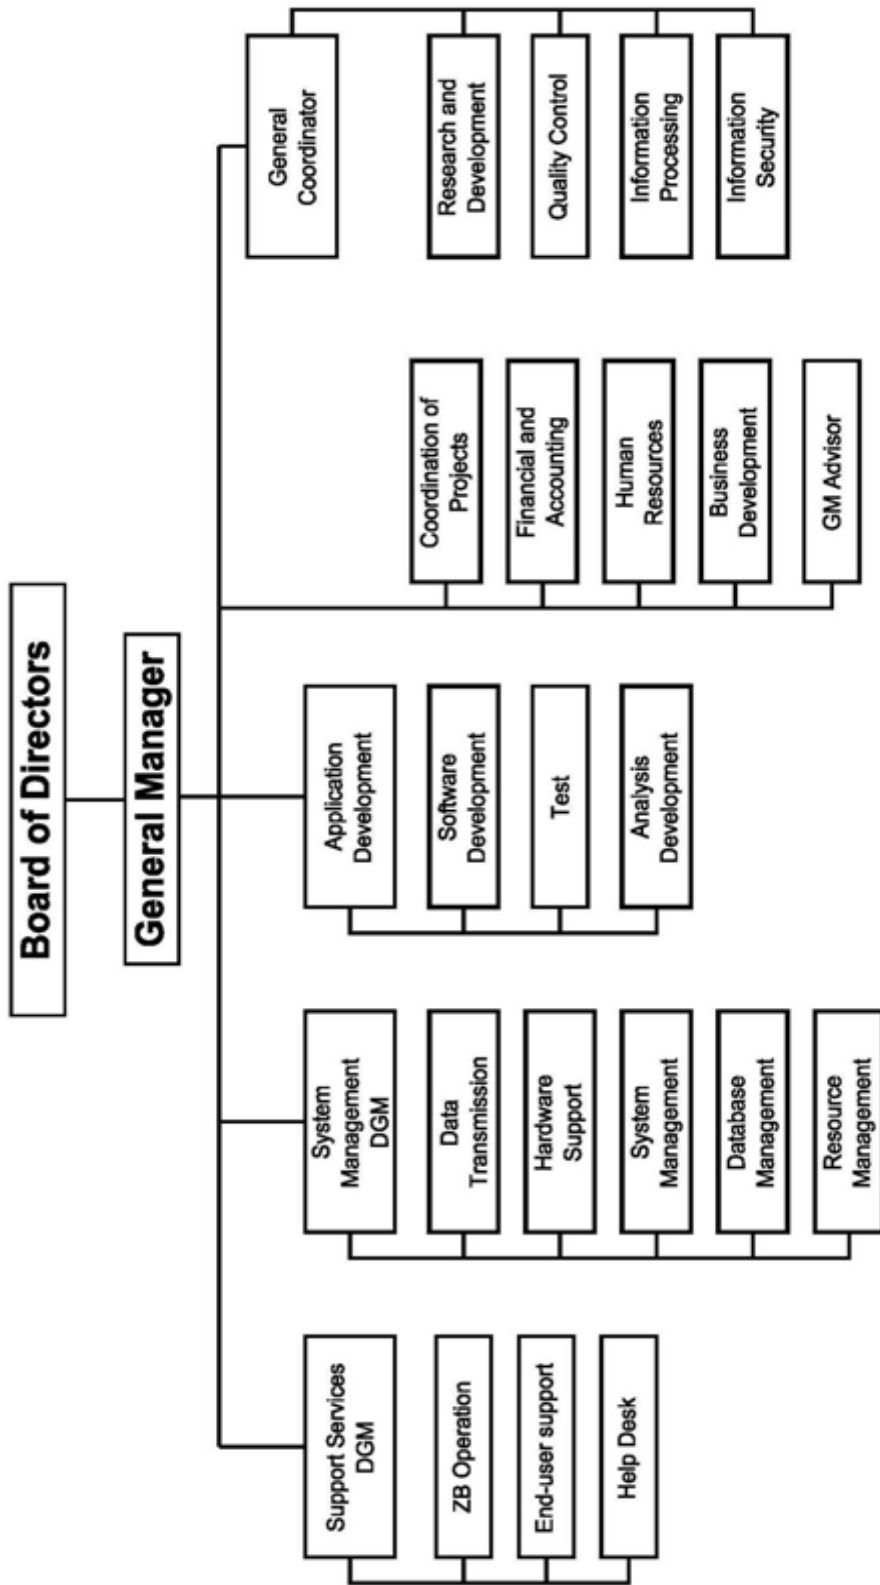 Board of Directors
General Manager
Support Services
DGM
ZB Operation
End-user support
Help Desk
System
Management
DGM
Data
Transmission
Hardware
Support
System
Management
Database
Management
Resource
Management
Application
Development
Software
Development
Test
Analysis
Development
Coordination of
Projects
Financial and
Accounting
Human
Resources
Business
Development
GM Advisor
General
Coordinator
Research and
Development
Quality Control
Information
Processing
Information
Security